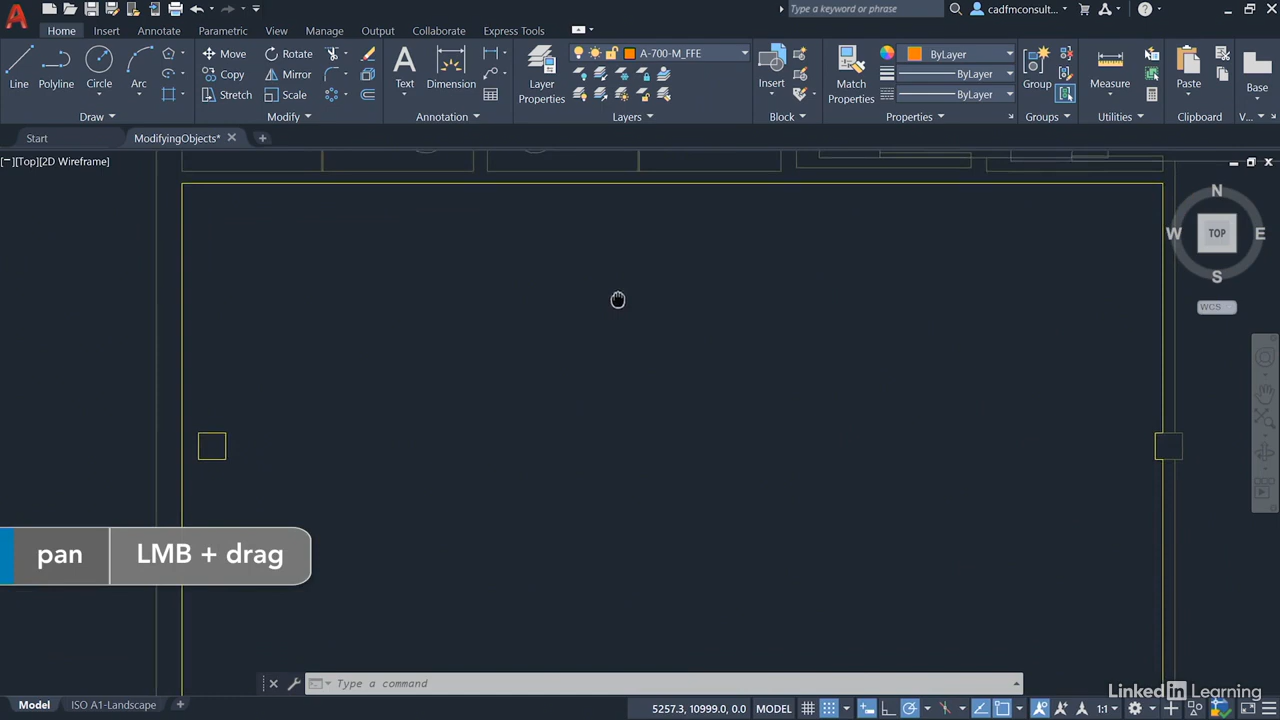 Type a keyword or phrase
cadfmconsult...
Home Insert Annotate Parametric View Manage Output Collaborate Express Tools
Line Polyline Circle Arc
Move Rotate
Copy Mirror
Stretch Scale
Text Dimension
Layer Properties
A-700-M_FFE
Insert
Match Properties
ByLayer
ByLayer
ByLayer
Group
Measure
Paste
Base
Draw Modify Annotation Layers Block Properties Groups Utilities Clipboard V...
Start ModifyingObjects*
[−][Top][2D Wireframe]
N
W TOP E
S
WCS
pan LMB + drag
Type a command
LinkedIn Learning
Model ISO A1-Landscape
5257.3, 10999.0, 0.0 MODEL 1:1